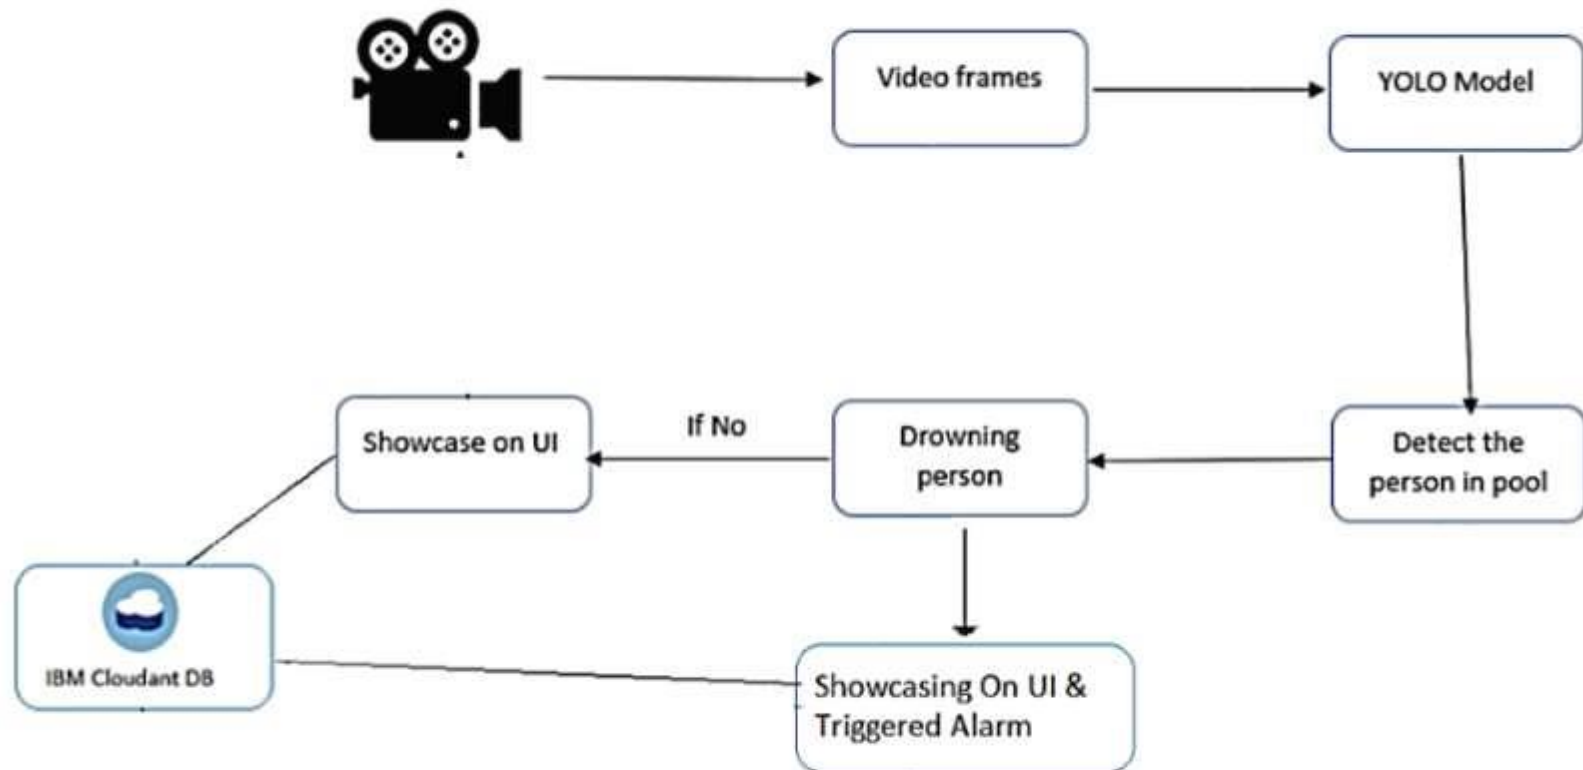 Video frames
YOLO Model
Showcase on UI
If No
Drowning
person
Detect the
person in pool
IBM Cloudant DB
Showcasing On UI &
Triggered Alarm